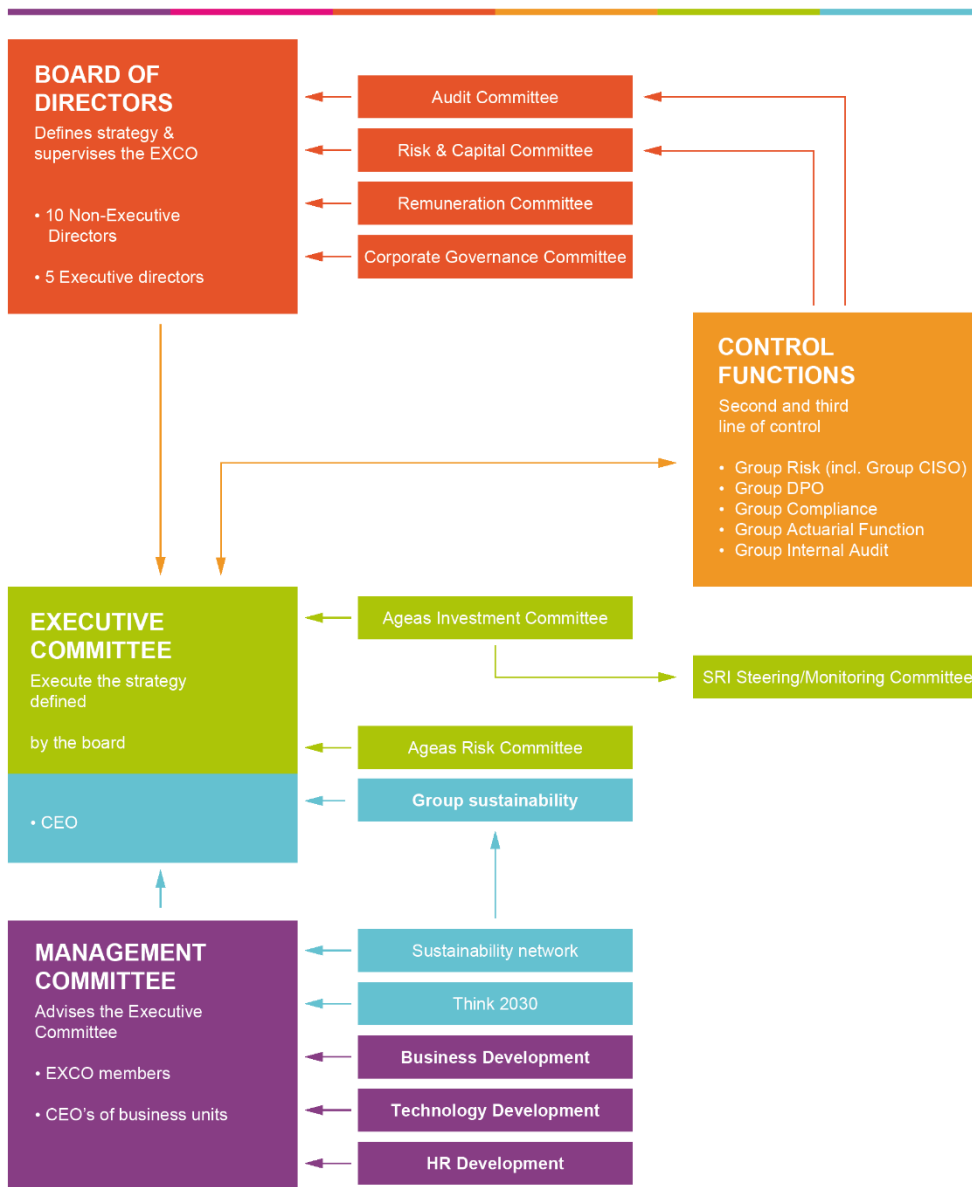 BOARD OF
DIRECTORS
Defines strategy &
supervises the EXCO
• 10 Non-Executive
Directors
• 5 Executive directors
Audit Committee
Risk & Capital Committee
Remuneration Committee
Corporate Governance Committee
CONTROL
FUNCTIONS
Second and third
line of control
• Group Risk (incl. Group CISO)
• Group DPO
• Group Compliance
• Group Actuarial Function
• Group Internal Audit
EXECUTIVE
COMMITTEE
Execute the strategy
defined
by the board
• CEO
Ageas Investment Committee
SRI Steering/Monitoring Committee
Ageas Risk Committee
Group sustainability
MANAGEMENT
COMMITTEE
Advises the Executive
Committee
• EXCO members
• CEO’s of business units
Sustainability network
Think 2030
Business Development
Technology Development
HR Development